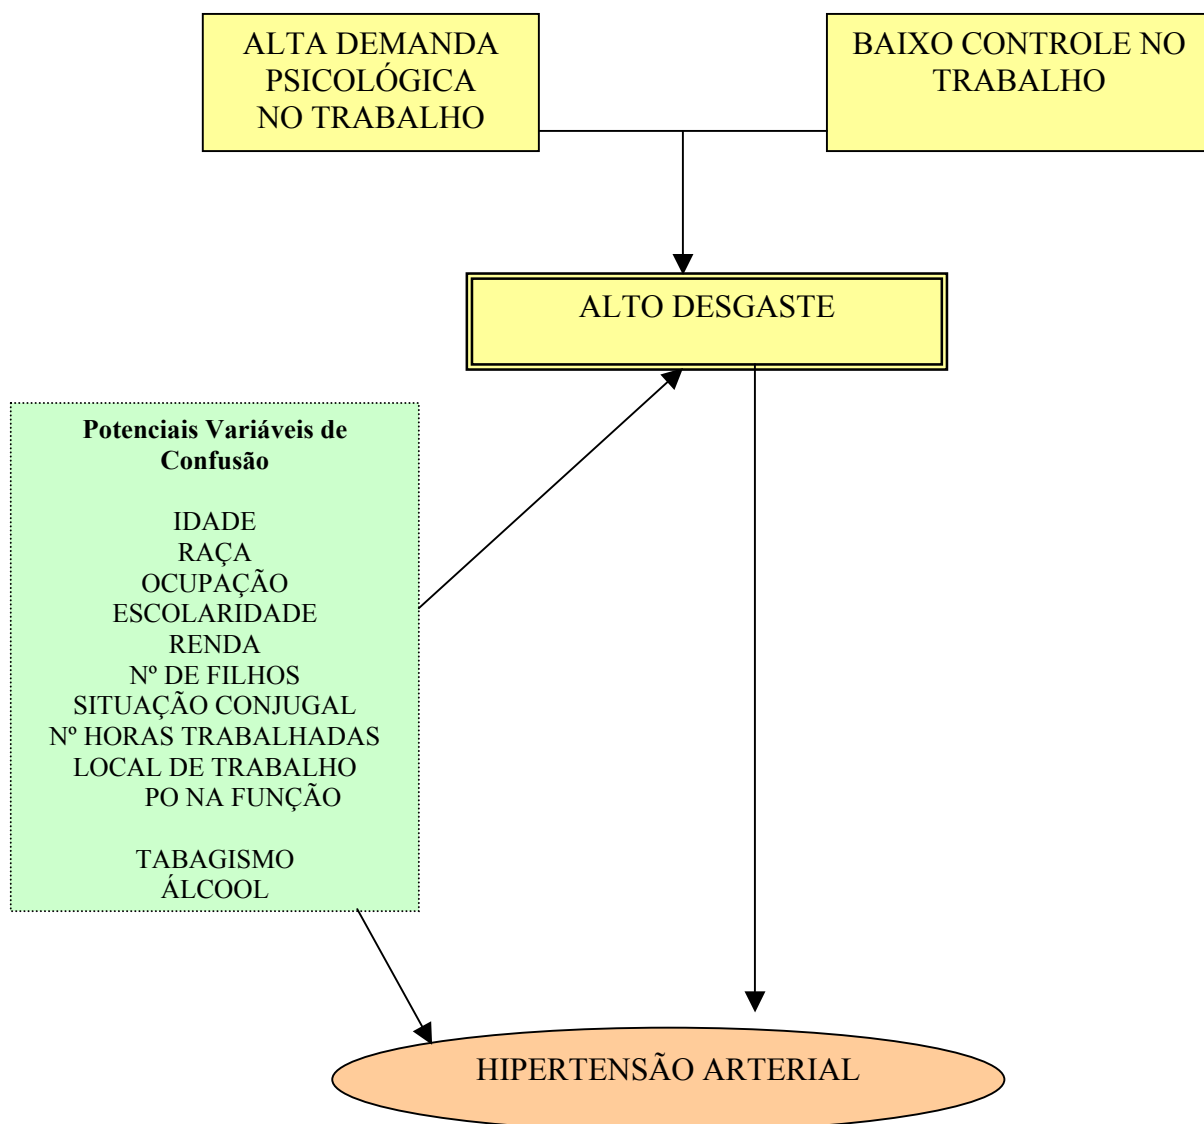 ALTA DEMANDA
PSICOLÓGICA
NO TRABALHO
BAIXO CONTROLE NO
TRABALHO
ALTO DESGASTE
Potenciais Variáveis de
Confusão
IDADE
RAÇA
OCUPAÇÃO
ESCOLARIDADE
RENDA
Nº DE FILHOS
SITUAÇÃO CONJUGAL
Nº HORAS TRABALHADAS
LOCAL DE TRABALHO
PO NA FUNÇÃO
TABAGISMO
ÁLCOOL
HIPERTENSÃO ARTERIAL